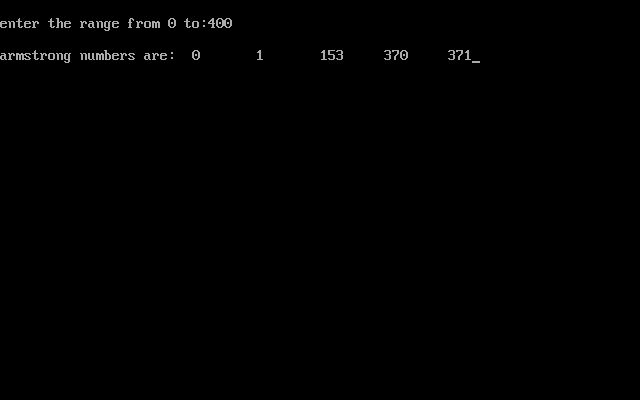 enter the range from 0 to:400
armstrong numbers are:  0       1       153     370     371_